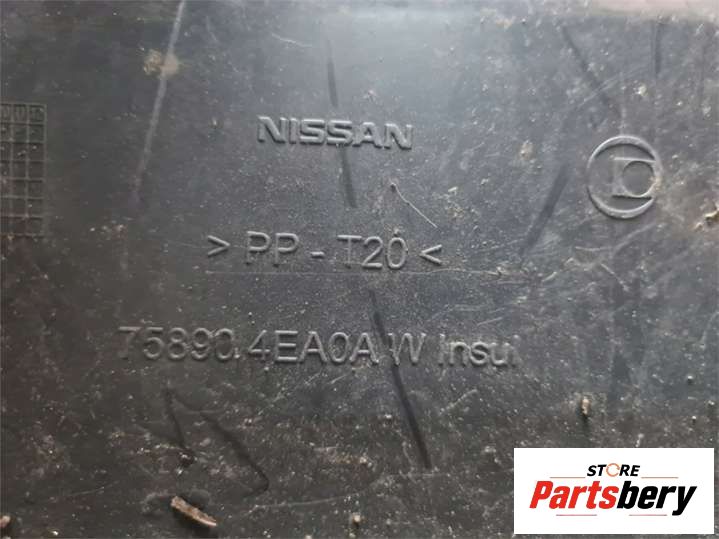 NISSAN
> PP - T20 <
75890 4EA0A W Insul
STORE
Partsbery